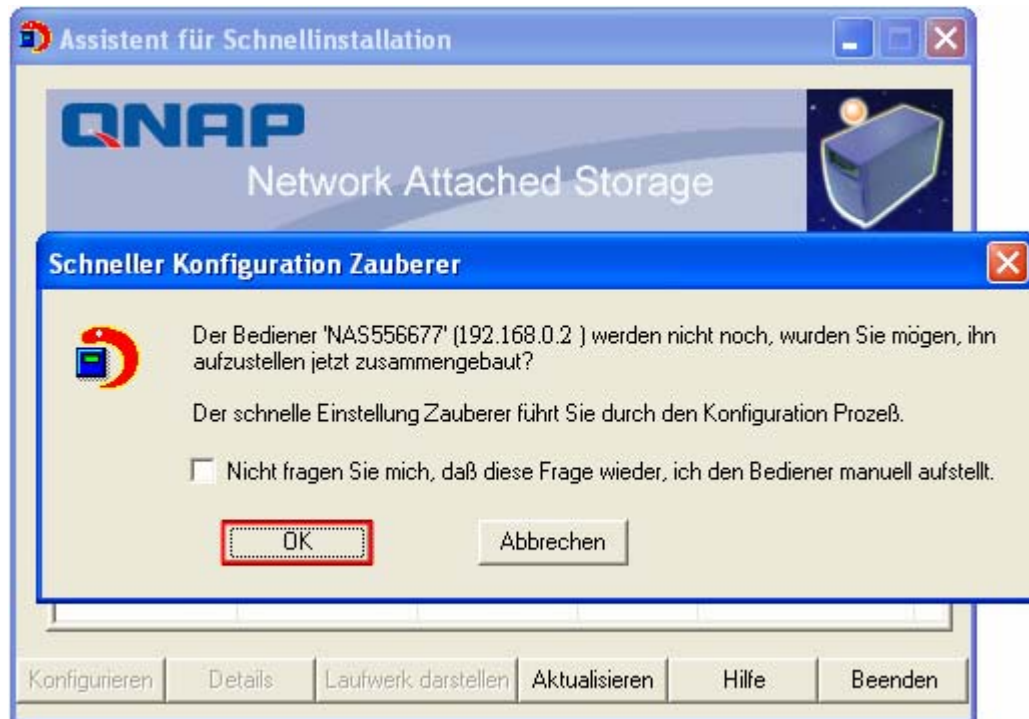 Assistent für Schnellinstallation
QNAP
Network Attached Storage
Schneller Konfiguration Zauberer
Der Bediener 'NAS556677' (192.168.0.2 ) werden nicht noch, wurden Sie mögen, ihn
aufzustellen jetzt zusammengebaut?
Der schnelle Einstellung Zauberer führt Sie durch den Konfiguration Prozeß.
Nicht fragen Sie mich, daß diese Frage wieder, ich den Bediener manuell aufstellt.
OK
Abbrechen
Konfigurieren
Details
Laufwerk darstellen
Aktualisieren
Hilfe
Beenden